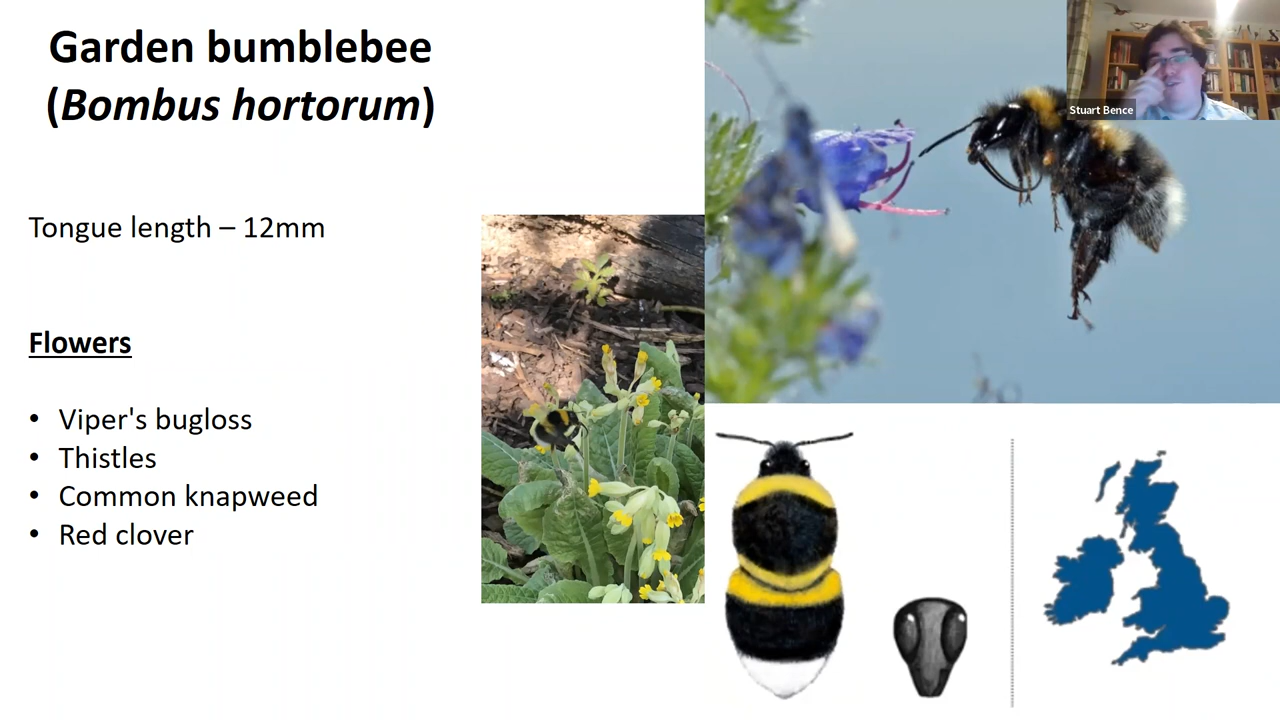 Garden bumblebee
(Bombus hortorum)
Tongue length – 12mm
Flowers
• Viper's bugloss
• Thistles
• Common knapweed
• Red clover
Stuart Bence